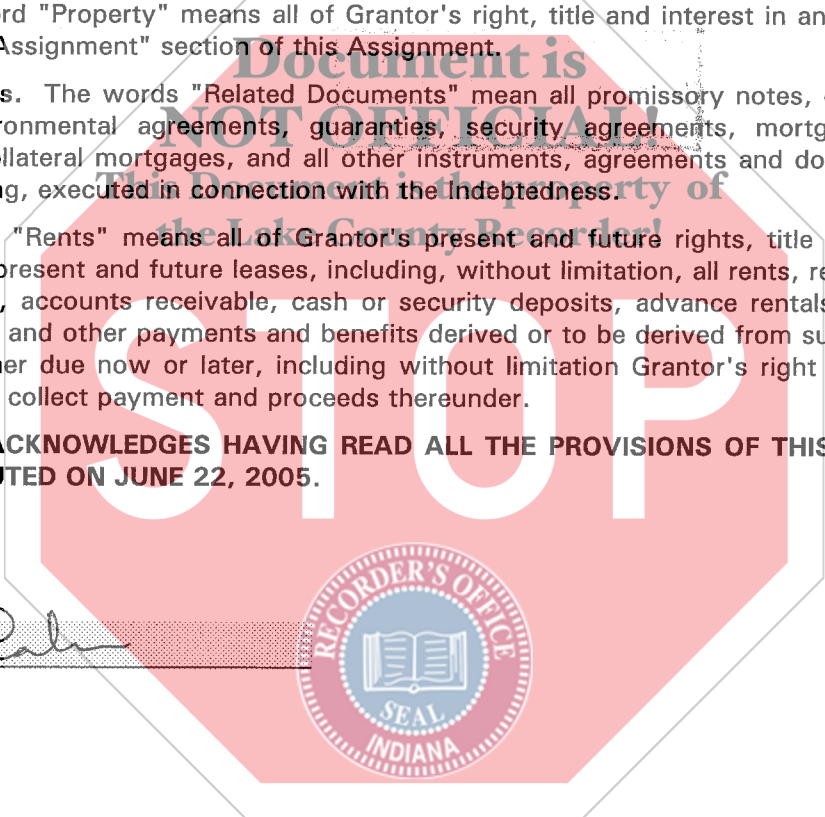 rd "Property" means all of Grantor's right, title and interest in an
Assignment" section of this Assignment.
Document is
s. The words "Related Documents" mean all promissory notes,
NOT OFFICIAL!
ronmental agreements, guaranties, security agreements, mortg
llateral mortgages, and all other instruments, agreements and do
This Document is the property of
ng, executed in connection with the Indebtedness.
the Lake County Recorder!
"Rents" means all of Grantor's present and future rights, title
present and future leases, including, without limitation, all rents, re
, accounts receivable, cash or security deposits, advance rentals
and other payments and benefits derived or to be derived from su
er due now or later, including without limitation Grantor's right
collect payment and proceeds thereunder.
STOP
ACKNOWLEDGES HAVING READ ALL THE PROVISIONS OF THIS
UTED ON JUNE 22, 2005.
RECORDER'S OFFICE
SEAL
INDIANA